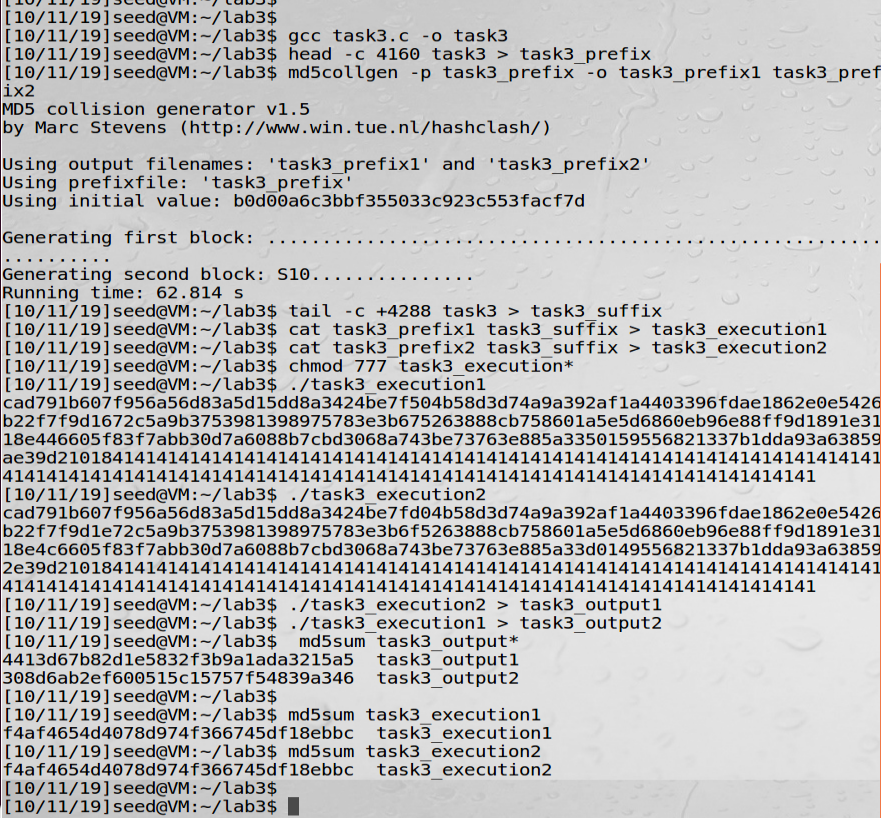 [10/11/19]seed@VM:~/lab3$
[10/11/19]seed@VM:~/lab3$
[10/11/19]seed@VM:~/lab3$ gcc task3.c -o task3
[10/11/19]seed@VM:~/lab3$ head -c 4160 task3 > task3_prefix
[10/11/19]seed@VM:~/lab3$ md5collgen -p task3_prefix -o task3_prefix1 task3_pref
ix2
MD5 collision generator v1.5
by Marc Stevens (http://www.win.tue.nl/hashclash/)
Using output filenames: 'task3_prefix1' and 'task3_prefix2'
Using prefixfile: 'task3_prefix'
Using initial value: b0d00a6c3bbf355033c923c553facf7d
Generating first block: ........................................................
..........
Generating second block: S10...............
Running time: 62.814 s
[10/11/19]seed@VM:~/lab3$ tail -c +4288 task3 > task3_suffix
[10/11/19]seed@VM:~/lab3$ cat task3_prefix1 task3_suffix > task3_execution1
[10/11/19]seed@VM:~/lab3$ cat task3_prefix2 task3_suffix > task3_execution2
[10/11/19]seed@VM:~/lab3$ chmod 777 task3_execution*
[10/11/19]seed@VM:~/lab3$ ./task3_execution1
cad791b607f956a56d83a5d15dd8a3424be7f504b58d3d74a9a392af1a4403396fdae1862e0e5426
b22f7f9d1672c5a9b3753981398975783e3b675263888cb758601a5e5d6860eb96e88ff9d1891e31
18e446605f83f7abb30d7a6088b7cbd3068a743be73763e885a3350159556821337b1dda93a63859
ae39d210184141414141414141414141414141414141414141414141414141414141414141414141
41414141414141414141414141414141414141414141414141414141414141414141414141
[10/11/19]seed@VM:~/lab3$ ./task3_execution2
cad791b607f956a56d83a5d15dd8a3424be7fd04b58d3d74a9a392af1a4403396fdae1862e0e5426
b22f7f9d1e72c5a9b3753981398975783e3b6f5263888cb758601a5e5d6860eb96e88ff9d1891e31
18e4c6605f83f7abb30d7a6088b7cbd3068a743be73763e885a33d0149556821337b1dda93a63859
2e39d210184141414141414141414141414141414141414141414141414141414141414141414141
41414141414141414141414141414141414141414141414141414141414141414141414141
[10/11/19]seed@VM:~/lab3$ ./task3_execution2 > task3_output1
[10/11/19]seed@VM:~/lab3$ ./task3_execution1 > task3_output2
[10/11/19]seed@VM:~/lab3$  md5sum task3_output*
4413d67b82d1e5832f3b9a1ada3215a5  task3_output1
308d6ab2ef600515c15757f54839a346  task3_output2
[10/11/19]seed@VM:~/lab3$
[10/11/19]seed@VM:~/lab3$ md5sum task3_execution1
f4af4654d4078d974f366745df18ebbc  task3_execution1
[10/11/19]seed@VM:~/lab3$ md5sum task3_execution2
f4af4654d4078d974f366745df18ebbc  task3_execution2
[10/11/19]seed@VM:~/lab3$
[10/11/19]seed@VM:~/lab3$